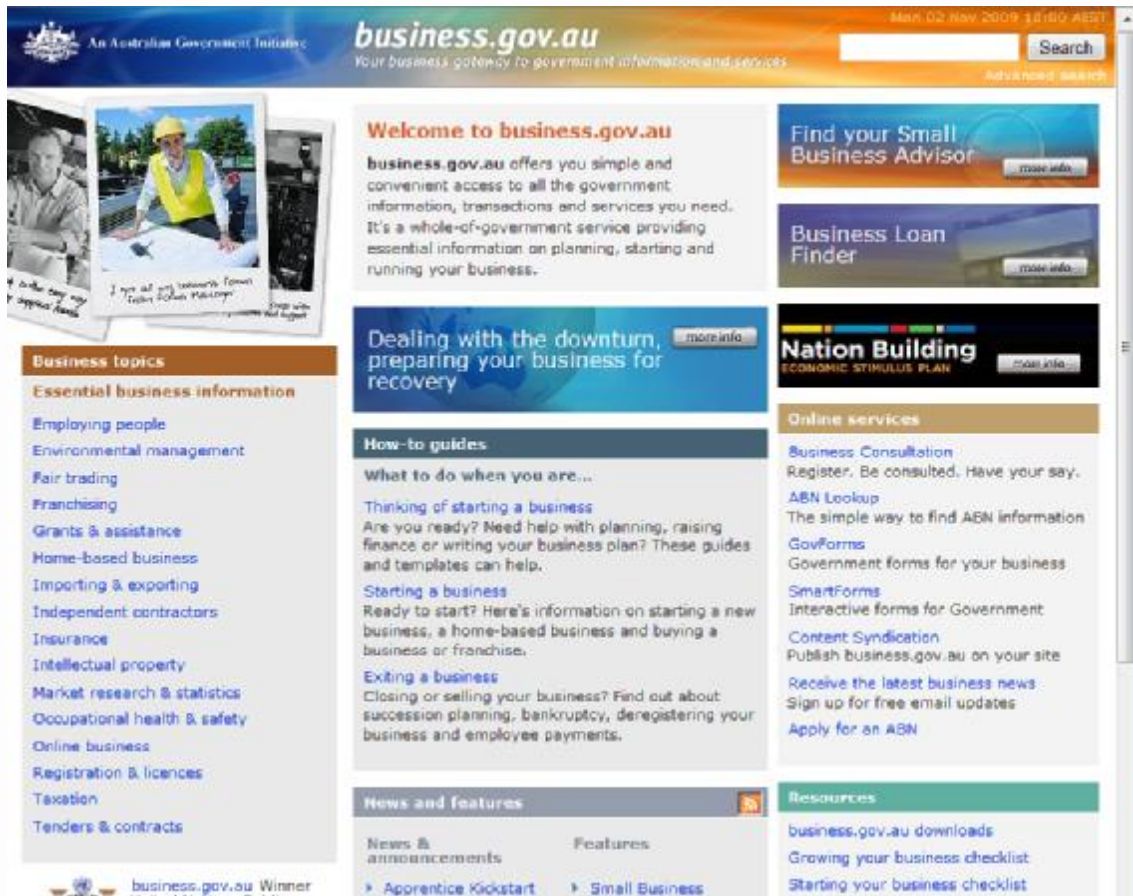 An Australian Government Initiative
business.gov.au
Your business gateway to government information and services
Mon 02 Nov 2009 18:00 AEST
Search
Advanced search
Welcome to business.gov.au
business.gov.au offers you simple and
convenient access to all the government
information, transactions and services you need.
It's a whole-of-government service providing
essential information on planning, starting and
running your business.
Find your Small
Business Advisor
more info
Business Loan
Finder
more info
Dealing with the downturn,
preparing your business for
recovery
more info
Nation Building
ECONOMIC STIMULUS PLAN
more info
Business topics
Essential business information
Employing people
Environmental management
Fair trading
Franchising
Grants & assistance
Home-based business
Importing & exporting
Independent contractors
Insurance
Intellectual property
Market research & statistics
Occupational health & safety
Online business
Registration & licences
Taxation
Tenders & contracts
business.gov.au Winner
How-to guides
What to do when you are...
Thinking of starting a business
Are you ready? Need help with planning, raising
finance or writing your business plan? These guides
and templates can help.
Starting a business
Ready to start? Here's information on starting a new
business, a home-based business and buying a
business or franchise.
Exiting a business
Closing or selling your business? Find out about
succession planning, bankruptcy, deregistering your
business and employee payments.
News and features
News &
announcements
Apprentice Kickstart
Features
Small Business
Online services
Business Consultation
Register. Be consulted. Have your say.
ABN Lookup
The simple way to find ABN information
GovForms
Government forms for your business
SmartForms
Interactive forms for Government
Content Syndication
Publish business.gov.au on your site
Receive the latest business news
Sign up for free email updates
Apply for an ABN
Resources
business.gov.au downloads
Growing your business checklist
Starting your business checklist